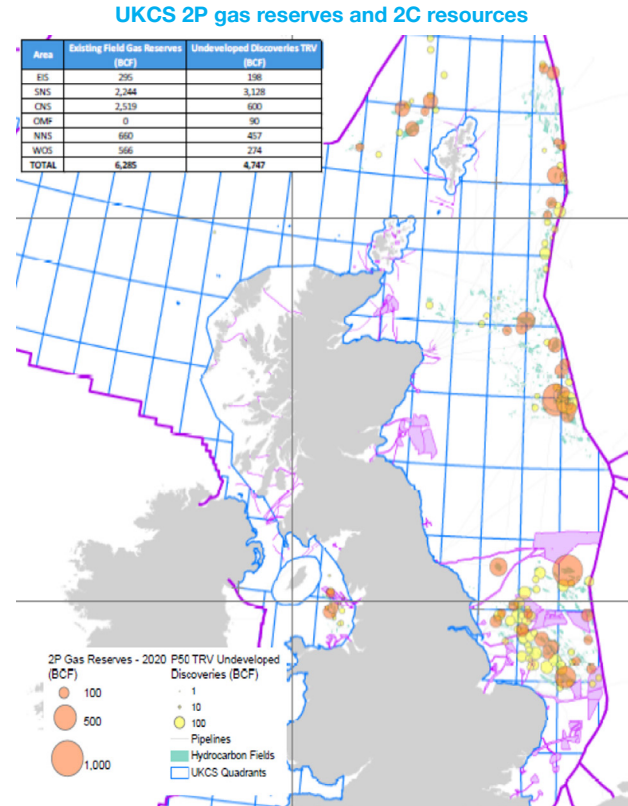 UKCS 2P gas reserves and 2C resources
Area Existing Field Gas Reserves (BCF) Undeveloped Discoveries TRV (BCF)
EIS 295 198
SNS 2,244 3,128
CNS 2,519 600
OMF 0 90
NNS 660 457
WOS 566 274
TOTAL 6,285 4,747
2P Gas Reserves - 2020
(BCF)
100
500
1,000
P50 TRV Undeveloped
Discoveries (BCF)
1
10
100
Pipelines
Hydrocarbon Fields
UKCS Quadrants